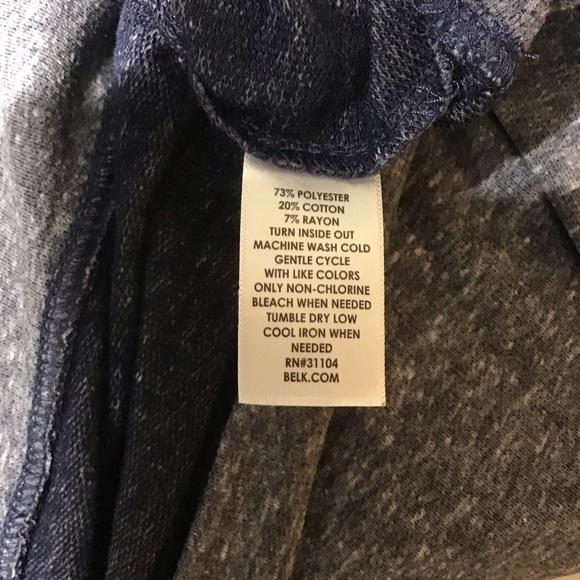 73% POLYESTER
20% COTTON
7% RAYON
TURN INSIDE OUT
MACHINE WASH COLD
GENTLE CYCLE
WITH LIKE COLORS
ONLY NON-CHLORINE
BLEACH WHEN NEEDED
TUMBLE DRY LOW
COOL IRON WHEN
NEEDED
RN#31104
BELK.COM